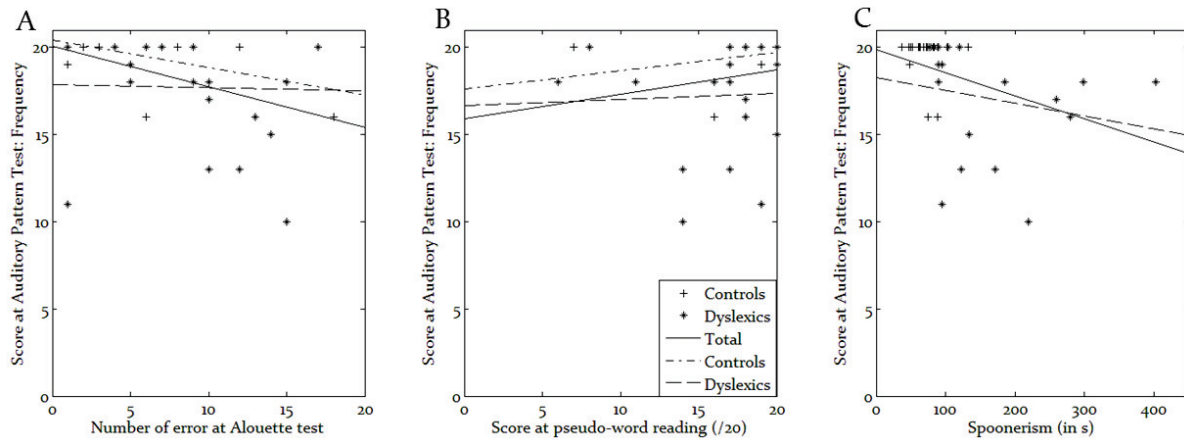 A
Score at Auditory Pattern Test: Frequency
20
15
10
5
0
0 5 10 15 20
Number of error at Alouette test
B
Score at Auditory Pattern Test: Frequency
20
15
10
5
0
0 5 10 15 20
Score at pseudo-word reading (/20)
Controls
Dyslexics
Total
Controls
Dyslexics
C
Score at Auditory Pattern Test: Frequency
20
15
10
5
0
0 100 200 300 400
Spoonerism (in s)